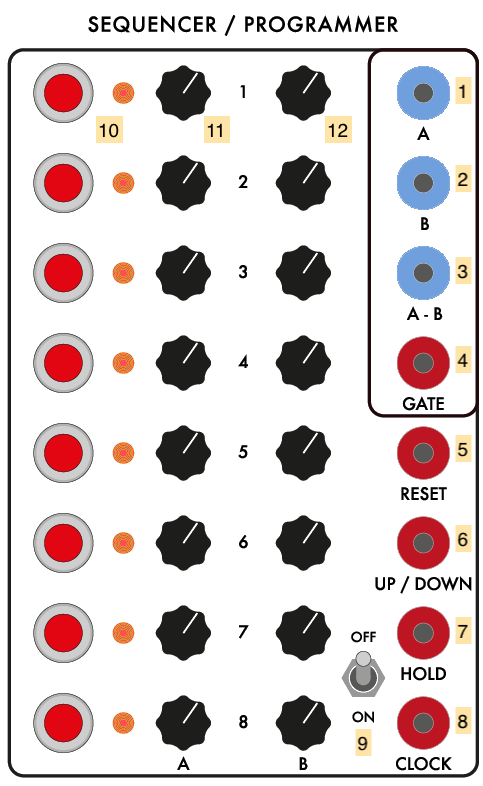 SEQUENCER / PROGRAMMER
1 1
A
10 11 12
2 2
B
3 3
A - B
4 4
GATE
5 5
RESET
6 6
UP / DOWN
7 7
OFF
HOLD
8 8
ON
9
A B CLOCK